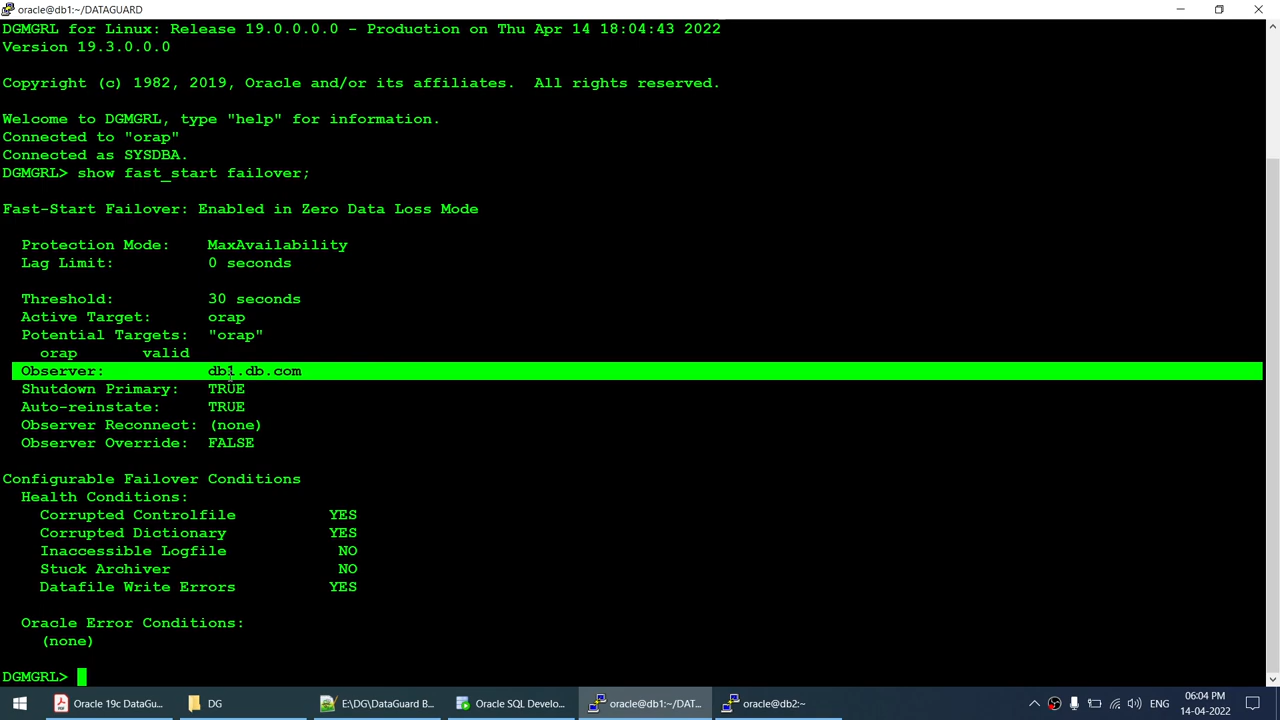 oracle@db1:~/DATAGUARD
DGMGRL for Linux: Release 19.0.0.0.0 - Production on Thu Apr 14 18:04:43 2022
Version 19.3.0.0.0
Copyright (c) 1982, 2019, Oracle and/or its affiliates.  All rights reserved.
Welcome to DGMGRL, type "help" for information.
Connected to "orap"
Connected as SYSDBA.
DGMGRL> show fast_start failover;
Fast-Start Failover: Enabled in Zero Data Loss Mode
Protection Mode:    MaxAvailability
Lag Limit:          0 seconds
Threshold:          30 seconds
Active Target:      orap
Potential Targets:  "orap"
orap       valid
Observer:           db1.db.com
Shutdown Primary:   TRUE
Auto-reinstate:     TRUE
Observer Reconnect: (none)
Observer Override:  FALSE
Configurable Failover Conditions
Health Conditions:
Corrupted Controlfile          YES
Corrupted Dictionary           YES
Inaccessible Logfile            NO
Stuck Archiver                  NO
Datafile Write Errors          YES
Oracle Error Conditions:
(none)
DGMGRL>
Oracle 19c DataGu...
DG
E:\DG\DataGuard B...
Oracle SQL Develo...
oracle@db1:~/DAT...
oracle@db2:~
ENG
06:04 PM
14-04-2022